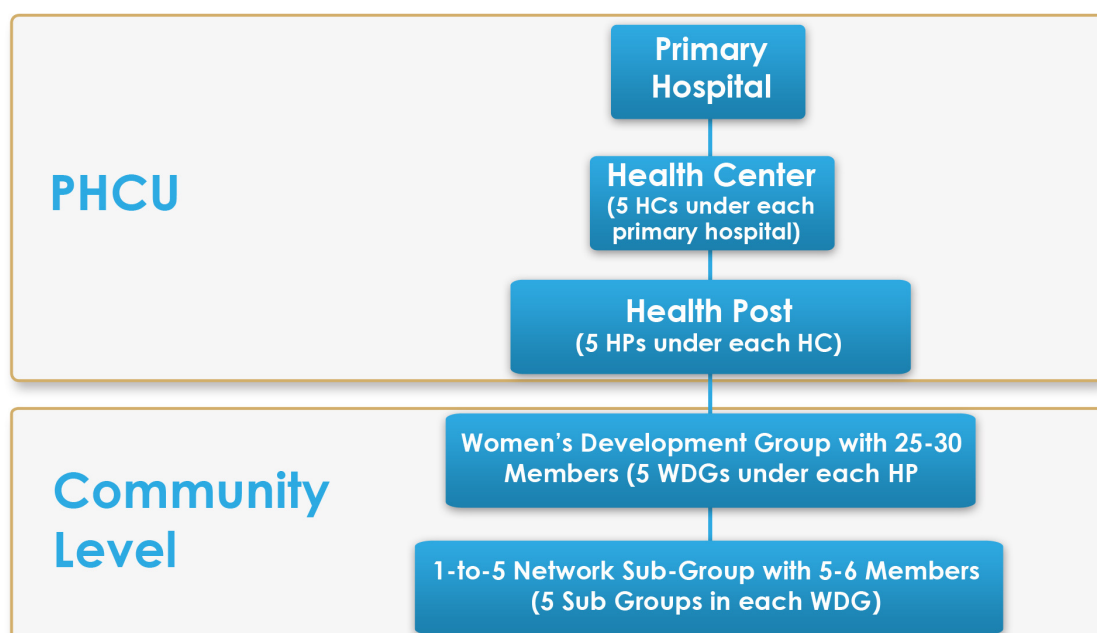 Primary
Hospital
PHCU
Health Center
(5 HCs under each
primary hospital)
Health Post
(5 HPs under each HC)
Community
Level
Women's Development Group with 25-30
Members (5 WDGs under each HP
1-to-5 Network Sub-Group with 5-6 Members
(5 Sub Groups in each WDG)